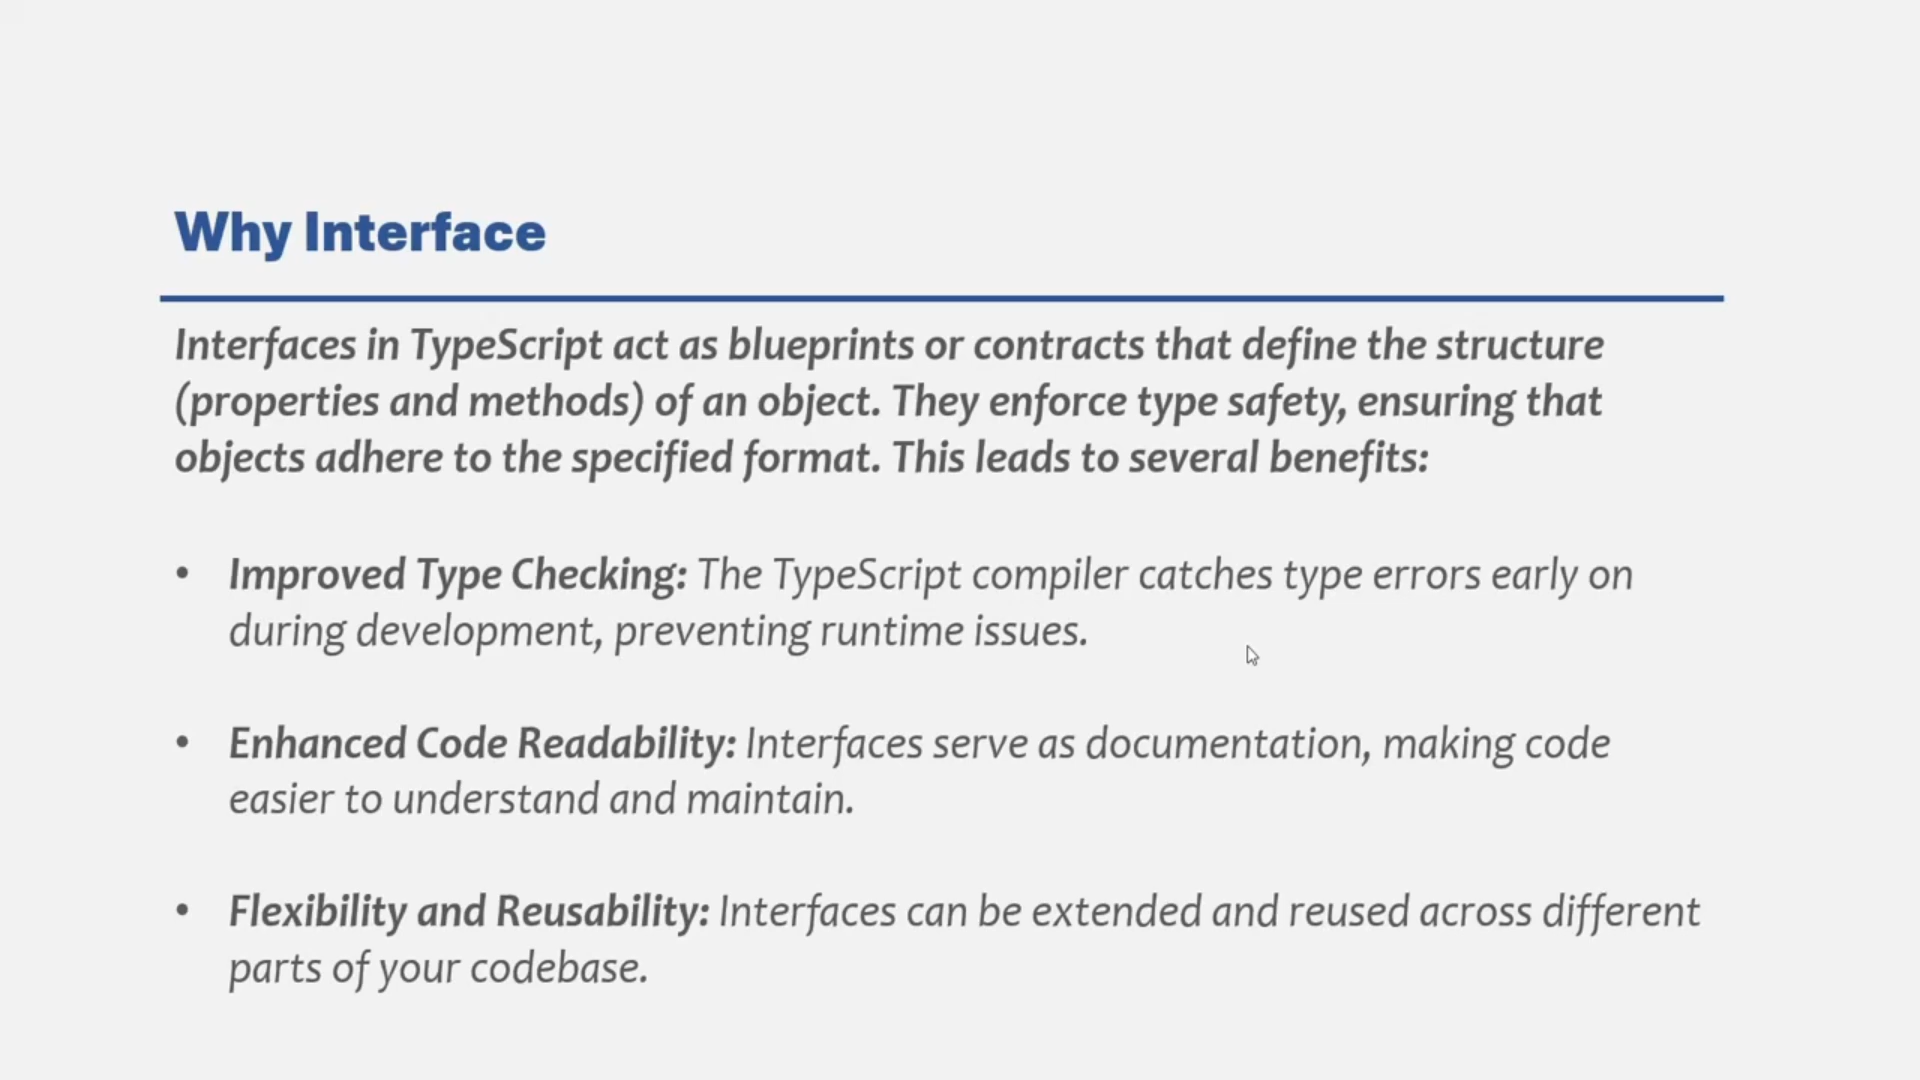 Why Interface
Interfaces in TypeScript act as blueprints or contracts that define the structure
(properties and methods) of an object. They enforce type safety, ensuring that
objects adhere to the specified format. This leads to several benefits:
• Improved Type Checking: The TypeScript compiler catches type errors early on
during development, preventing runtime issues.
• Enhanced Code Readability: Interfaces serve as documentation, making code
easier to understand and maintain.
• Flexibility and Reusability: Interfaces can be extended and reused across different
parts of your codebase.